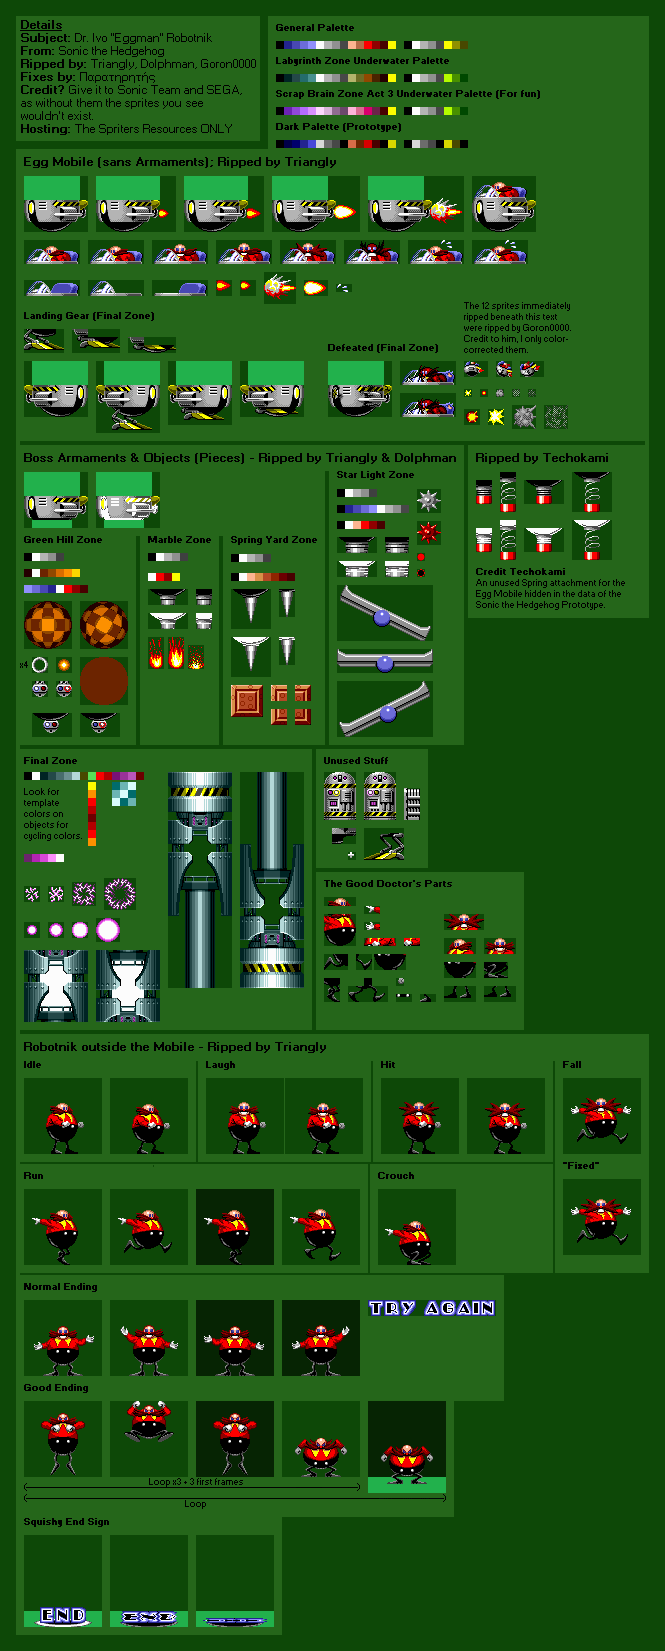 Details
Subject: Dr. Ivo "Eggman" Robotnik
From: Sonic the Hedgehog
Ripped by: Triangly, Dolphman, Goron0000
Fixes by: Παρατηρητής
Credit? Give it to Sonic Team and SEGA,
as without them the sprites you see
wouldn't exist.
Hosting: The Spriters Resources ONLY
General Palette
Labyrinth Zone Underwater Palette
Scrap Brain Zone Act 3 Underwater Palette (For fun)
Dark Palette (Prototype)
Egg Mobile (sans Armaments); Ripped by Triangly
The 12 sprites immediately
ripped beneath this text
were ripped by Goron0000.
Credit to him, I only color-
corrected them.
Landing Gear (Final Zone)
Defeated (Final Zone)
Boss Armaments & Objects (Pieces) - Ripped by Triangly & Dolphman
Ripped by Techokami
Star Light Zone
Green Hill Zone
Marble Zone
Spring Yard Zone
Credit Techokami
An unused Spring attachment for the
Egg Mobile hidden in the data of the
Sonic the Hedgehog Prototype.
x4
Final Zone
Look for
template
colors on
objects for
cycling colors.
Unused Stuff
The Good Doctor's Parts
Robotnik outside the Mobile - Ripped by Triangly
Idle
Laugh
Hit
Fall
"Fixed"
Run
Crouch
Normal Ending
TRY AGAIN
Good Ending
Loop x3 + 3 first frames
Loop
Squishy End Sign
END